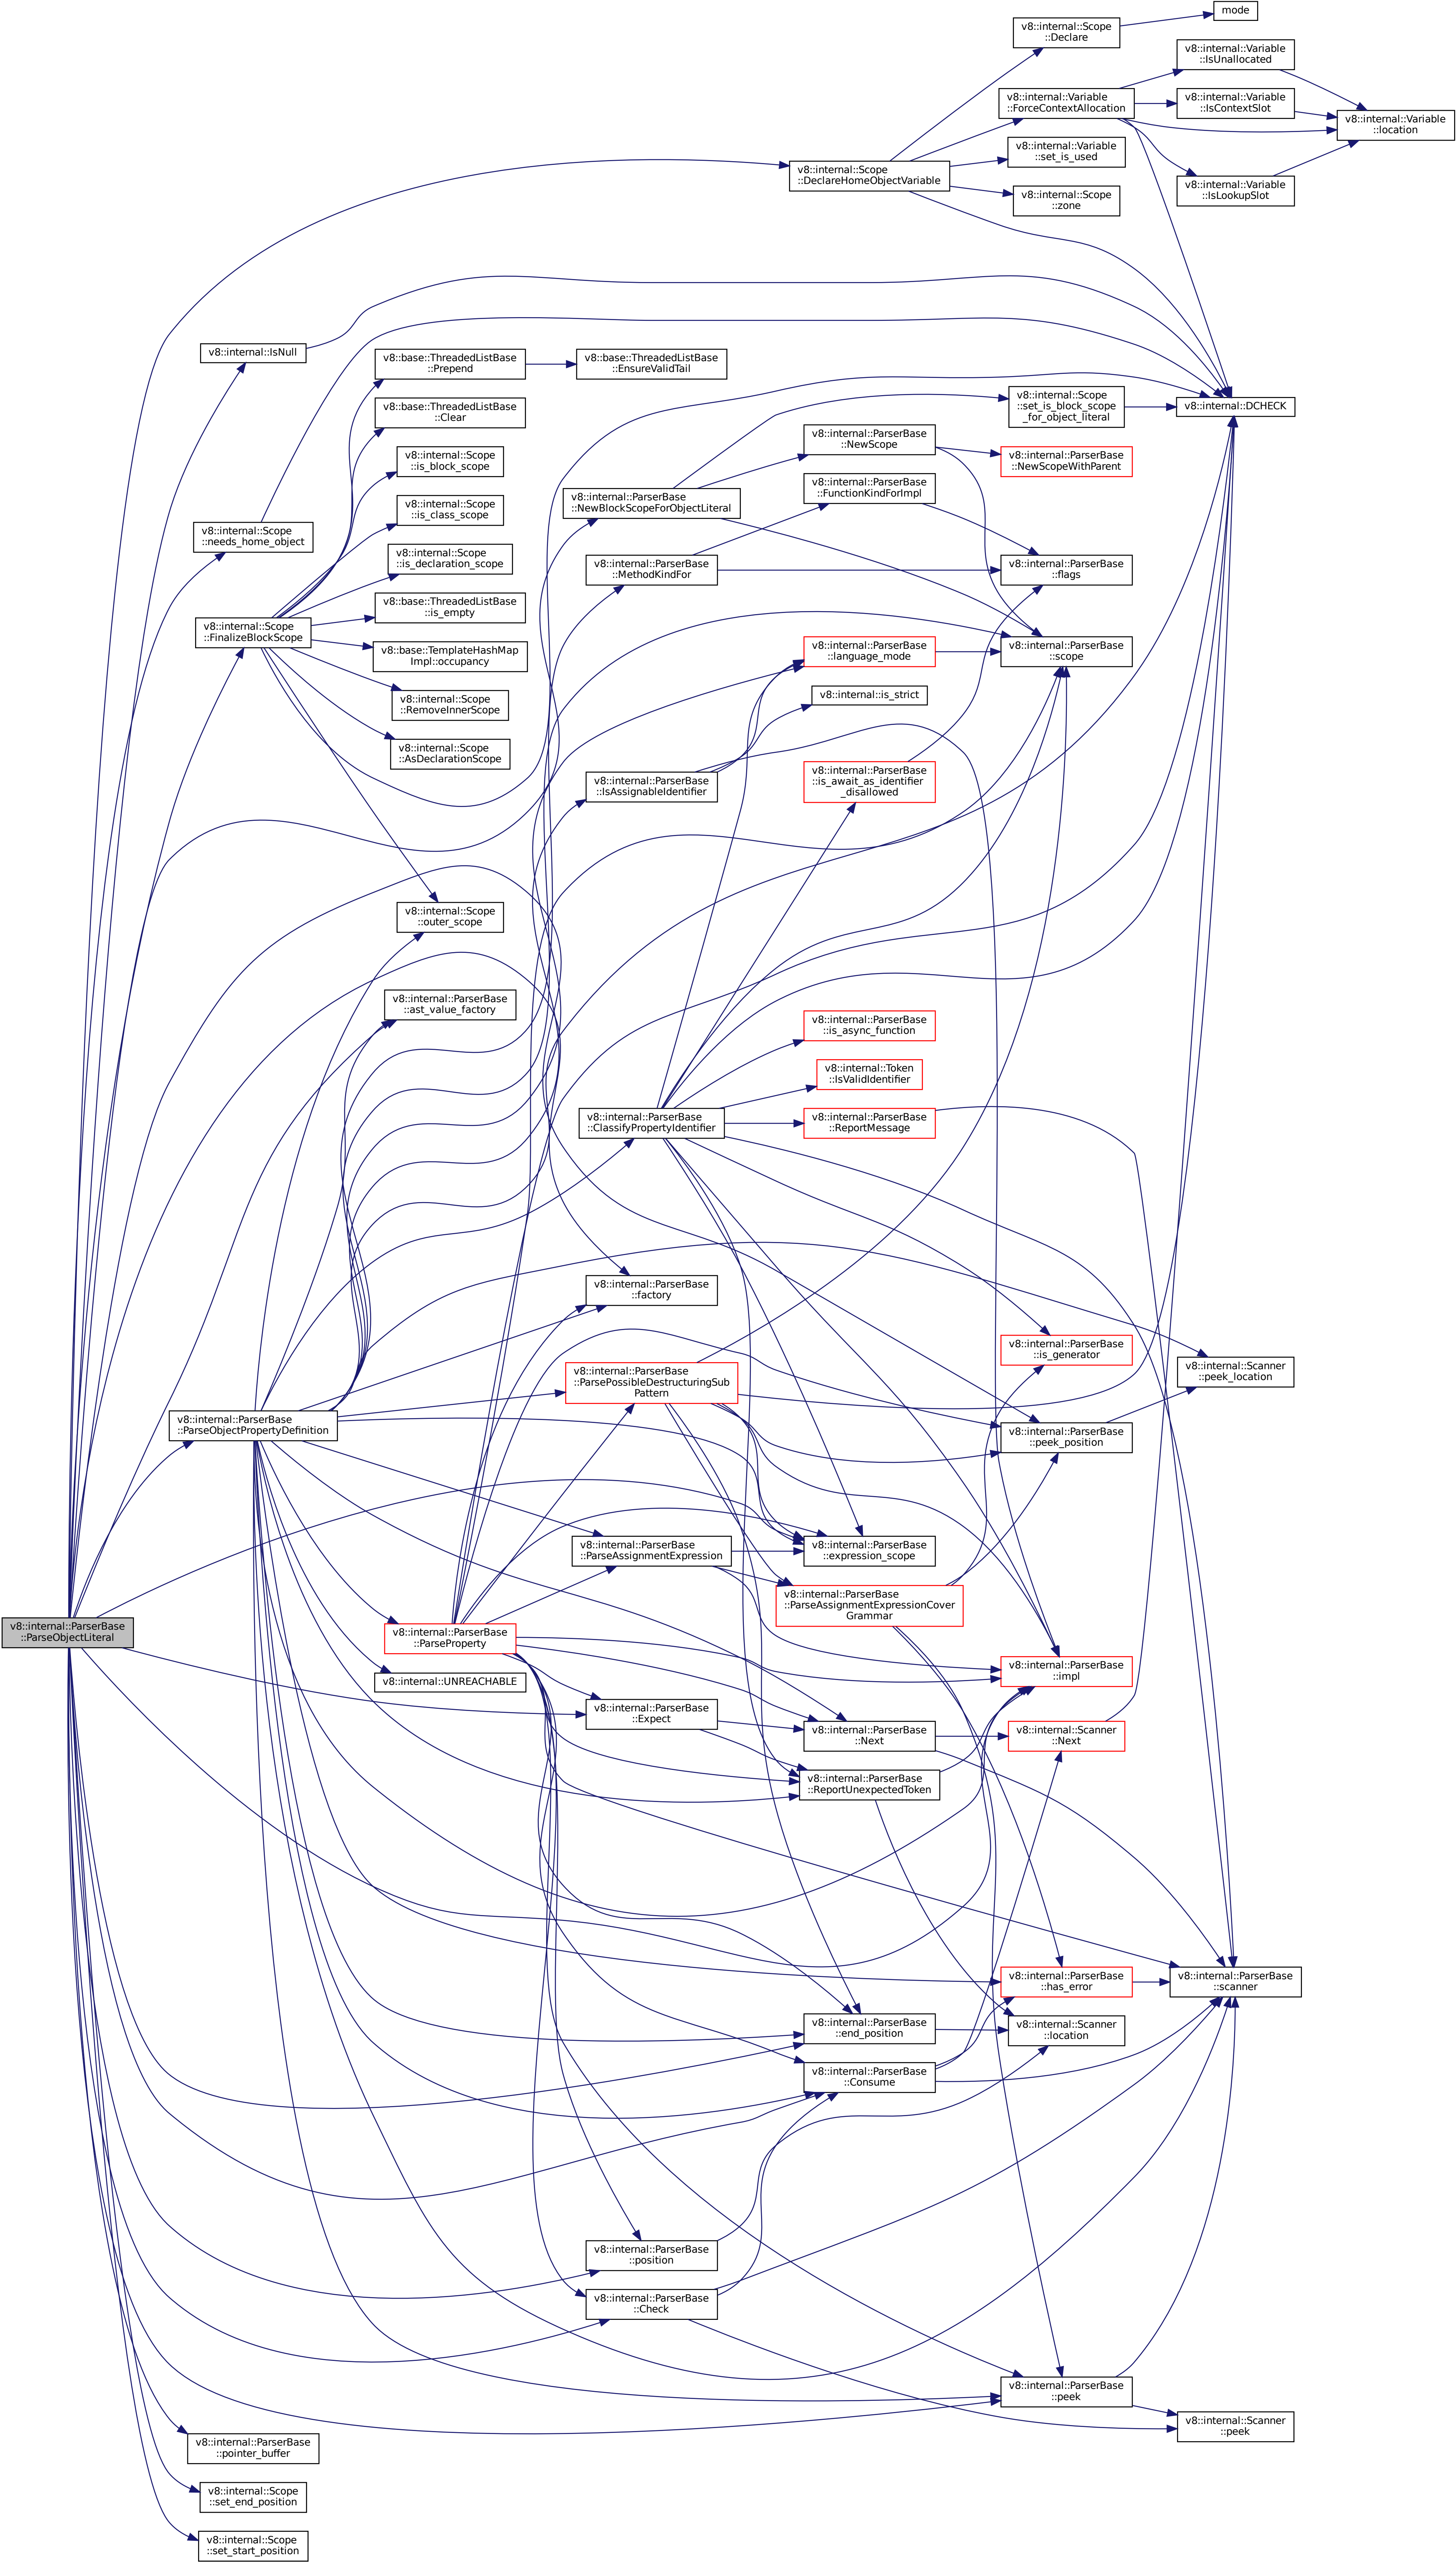 mode
v8::internal::Scope
::Declare
v8::internal::Variable
::IsUnallocated
v8::internal::Variable
::ForceContextAllocation
v8::internal::Variable
::IsContextSlot
v8::internal::Variable
::location
v8::internal::Variable
::set_is_used
v8::internal::Scope
::DeclareHomeObjectVariable
v8::internal::Variable
::IsLookupSlot
v8::internal::Scope
::zone
v8::internal::IsNull
v8::base::ThreadedListBase
::Prepend
v8::base::ThreadedListBase
::EnsureValidTail
v8::base::ThreadedListBase
::Clear
v8::internal::Scope
::set_is_block_scope
_for_object_literal
v8::internal::DCHECK
v8::internal::ParserBase
::NewScope
v8::internal::Scope
::is_block_scope
v8::internal::ParserBase
::NewScopeWithParent
v8::internal::ParserBase
::FunctionKindForImpl
v8::internal::ParserBase
::NewBlockScopeForObjectLiteral
v8::internal::Scope
::is_class_scope
v8::internal::Scope
::needs_home_object
v8::internal::Scope
::is_declaration_scope
v8::internal::ParserBase
::MethodKindFor
v8::internal::ParserBase
::flags
v8::base::ThreadedListBase
::is_empty
v8::internal::Scope
::FinalizeBlockScope
v8::base::TemplateHashMap
Impl::occupancy
v8::internal::ParserBase
::language_mode
v8::internal::ParserBase
::scope
v8::internal::Scope
::RemoveInnerScope
v8::internal::is_strict
v8::internal::Scope
::AsDeclarationScope
v8::internal::ParserBase
::IsAssignableIdentifier
v8::internal::ParserBase
::is_await_as_identifier
_disallowed
v8::internal::Scope
::outer_scope
v8::internal::ParserBase
::ast_value_factory
v8::internal::ParserBase
::is_async_function
v8::internal::Token
::IsValidIdentifier
v8::internal::ParserBase
::ClassifyPropertyIdentifier
v8::internal::ParserBase
::ReportMessage
v8::internal::ParserBase
::factory
v8::internal::ParserBase
::is_generator
v8::internal::Scanner
::peek_location
v8::internal::ParserBase
::ParsePossibleDestructuringSub
Pattern
v8::internal::ParserBase
::ParseObjectPropertyDefinition
v8::internal::ParserBase
::peek_position
v8::internal::ParserBase
::ParseAssignmentExpression
v8::internal::ParserBase
::expression_scope
v8::internal::ParserBase
::ParseAssignmentExpressionCover
Grammar
v8::internal::ParserBase
::ParseObjectLiteral
v8::internal::ParserBase
::ParseProperty
v8::internal::ParserBase
::impl
v8::internal::UNREACHABLE
v8::internal::ParserBase
::Expect
v8::internal::ParserBase
::Next
v8::internal::Scanner
::Next
v8::internal::ParserBase
::ReportUnexpectedToken
v8::internal::ParserBase
::has_error
v8::internal::ParserBase
::scanner
v8::internal::ParserBase
::end_position
v8::internal::Scanner
::location
v8::internal::ParserBase
::Consume
v8::internal::ParserBase
::position
v8::internal::ParserBase
::Check
v8::internal::ParserBase
::peek
v8::internal::Scanner
::peek
v8::internal::ParserBase
::pointer_buffer
v8::internal::Scope
::set_end_position
v8::internal::Scope
::set_start_position